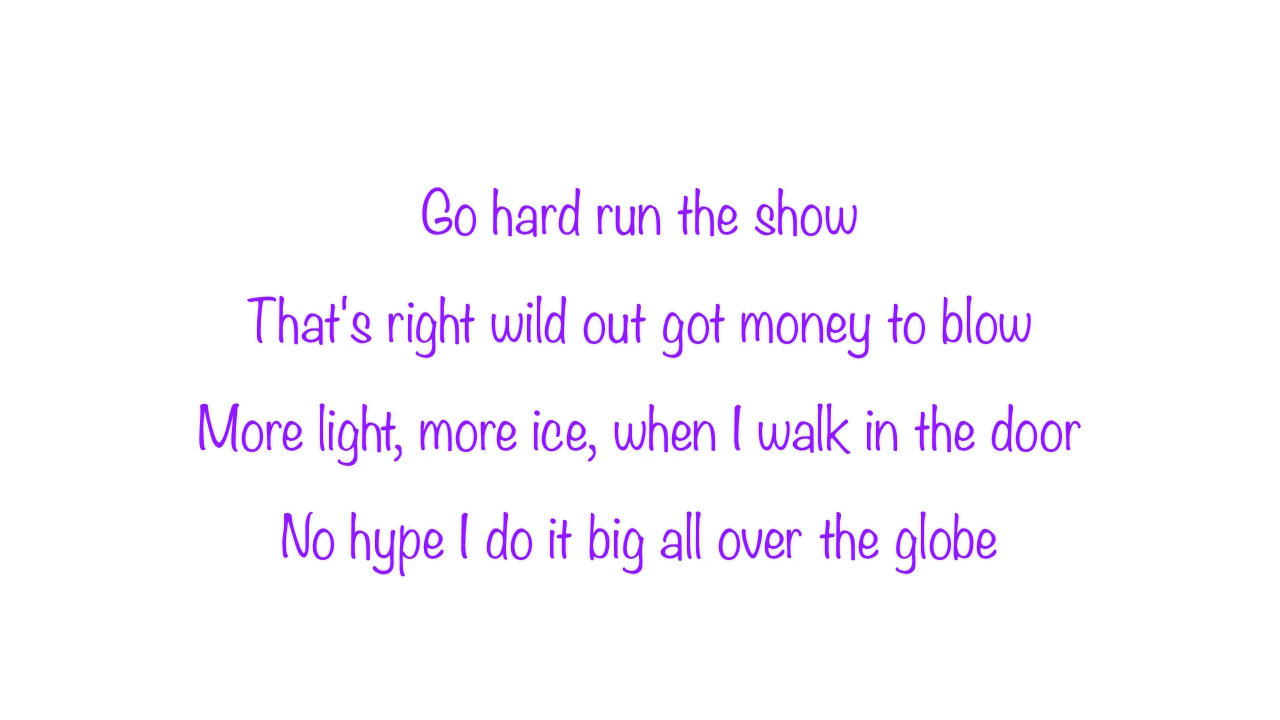 Go hard run the show
That's right wild out got money to blow
More light, more ice, when I walk in the door
No hype I do it big all over the globe